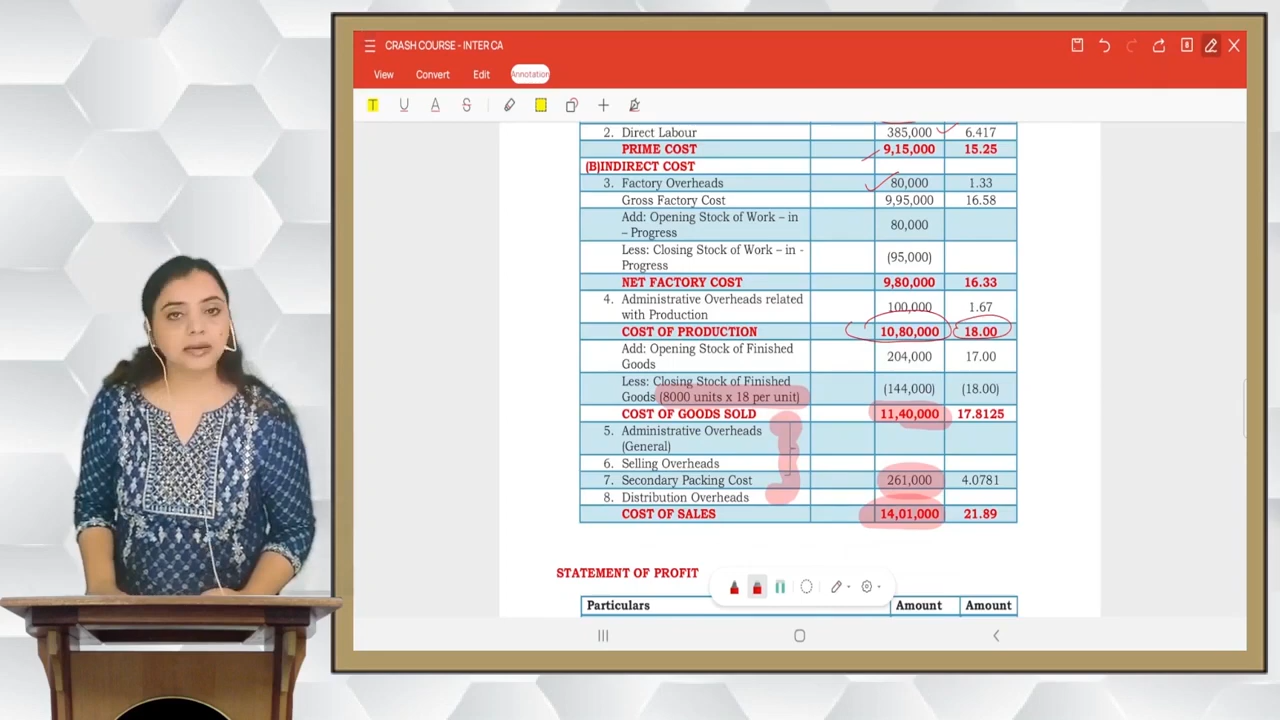 CRASH COURSE - INTER CA
View Convert Edit Annotation
2. Direct Labour 385,000 6.417
PRIME COST 9,15,000 15.25
(B)INDIRECT COST
3. Factory Overheads 80,000 1.33
Gross Factory Cost 9,95,000 16.58
Add: Opening Stock of Work – in
– Progress 80,000
Less: Closing Stock of Work – in -
Progress (95,000)
NET FACTORY COST 9,80,000 16.33
4. Administrative Overheads related
with Production 100,000 1.67
COST OF PRODUCTION 10,80,000 18.00
Add: Opening Stock of Finished
Goods 204,000 17.00
Less: Closing Stock of Finished
Goods (8000 units x 18 per unit) (144,000) (18.00)
COST OF GOODS SOLD 11,40,000 17.8125
5. Administrative Overheads
(General)
6. Selling Overheads
7. Secondary Packing Cost 261,000 4.0781
8. Distribution Overheads
COST OF SALES 14,01,000 21.89
STATEMENT OF PROFIT
Particulars Amount Amount